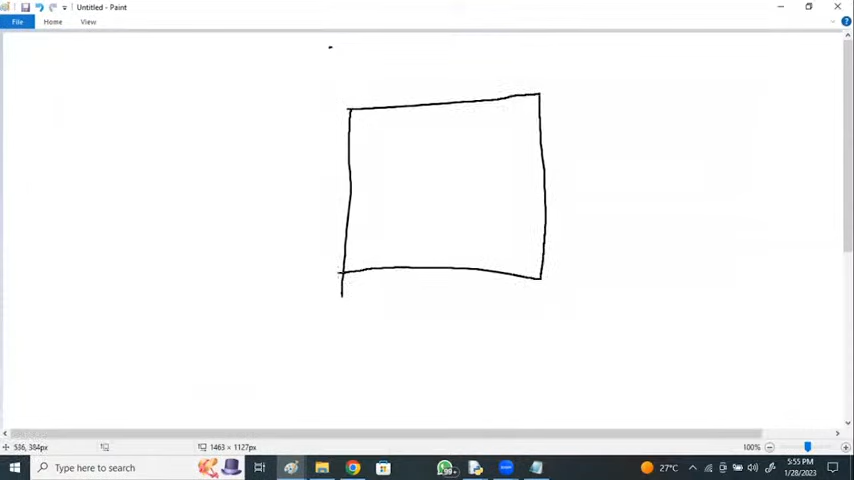 Untitled - Paint
File Home View
536, 384px
1463 × 1127px
100%
Type here to search
99+
27°C
5:55 PM
1/28/2023